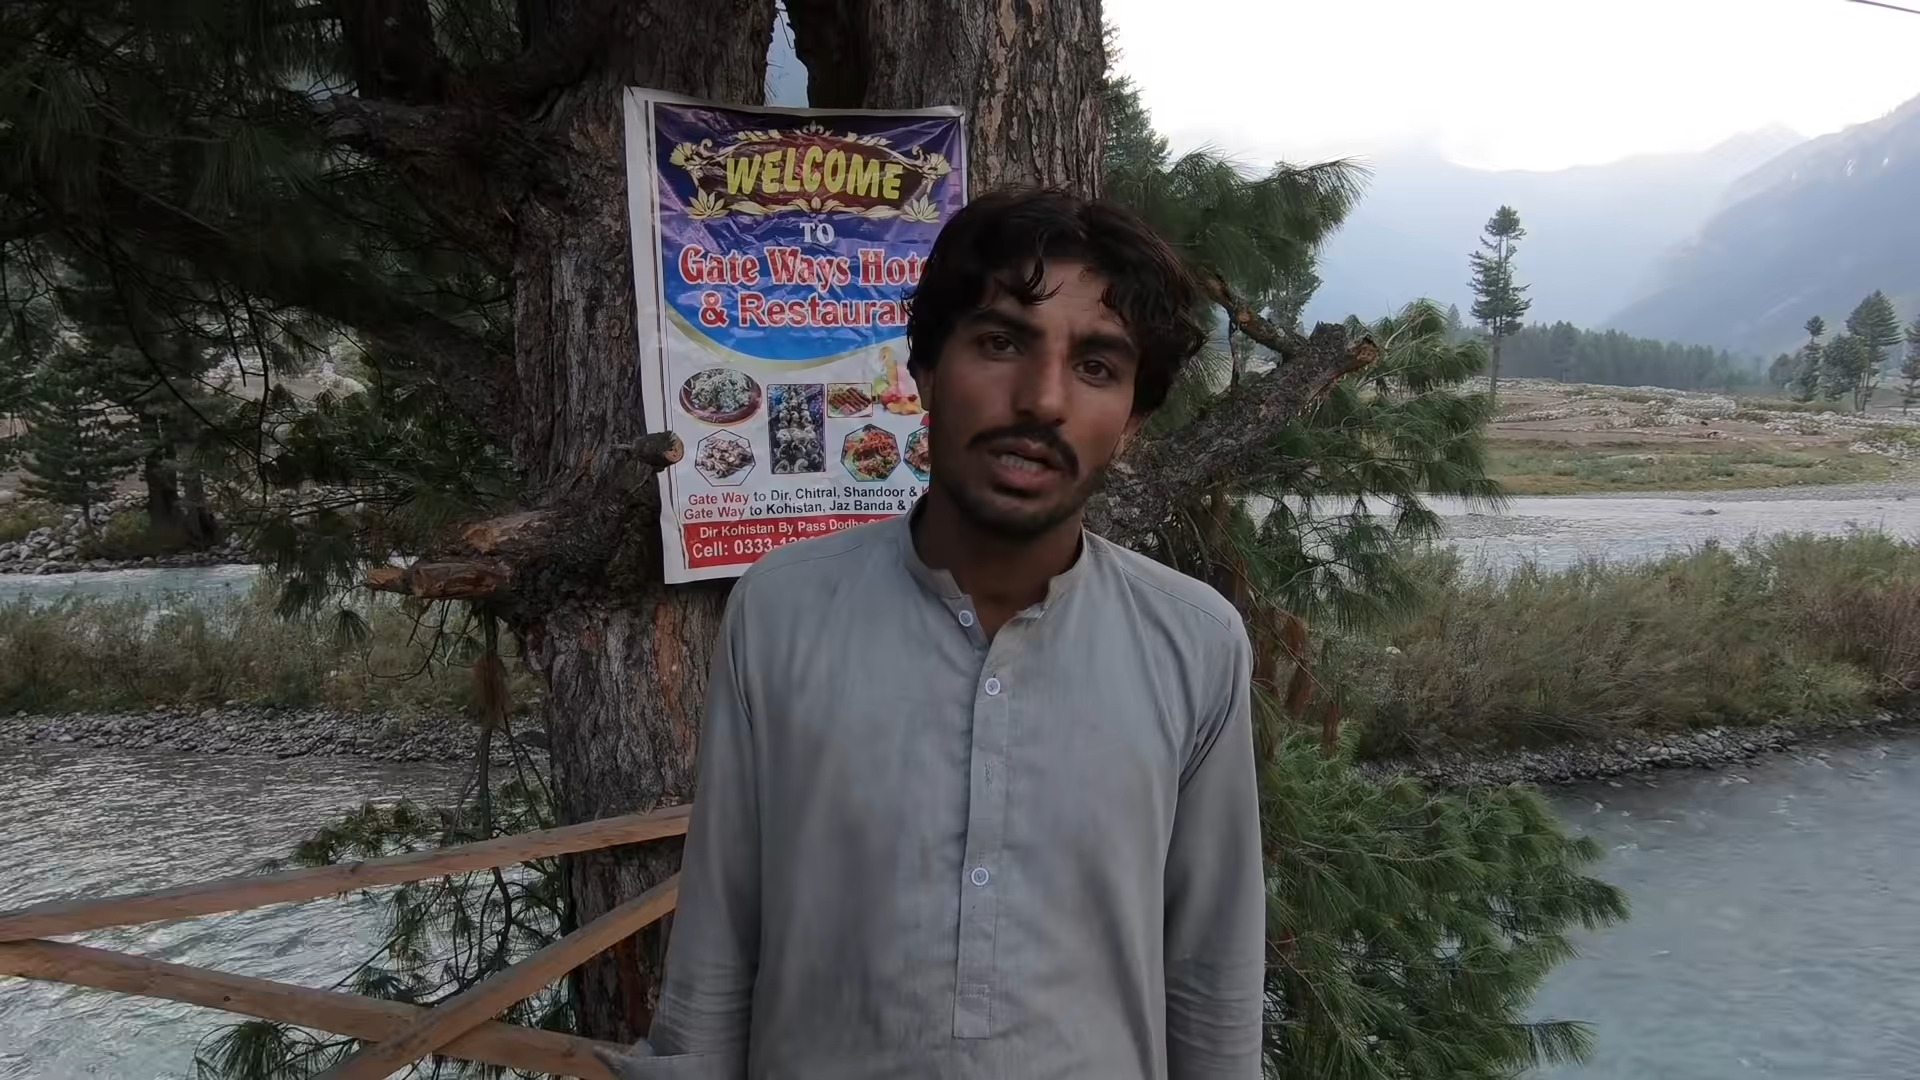 WELCOME
TO
Gate Ways
& Restaurant
Gate Way to Dir, Chitral, Shandoor &
Gate Way to Kohistan, Jaz Banda &
Dir Kohistan By Pass
Cell: 0333-